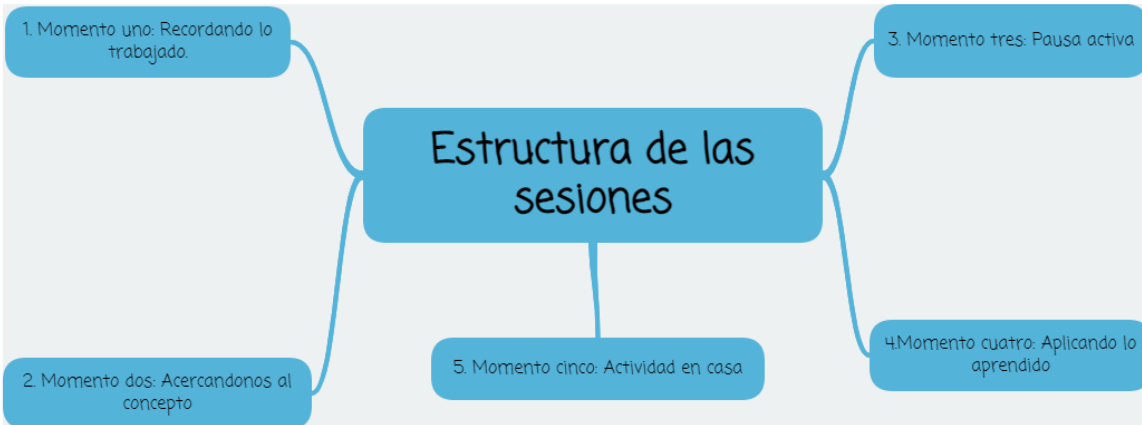 1. Momento uno: Recordando lo
trabajado.
3. Momento tres: Pausa activa
Estructura de las
sesiones
2. Momento dos: Acercandonos al
concepto
5. Momento cinco: Actividad en casa
4.Momento cuatro: Aplicando lo
aprendido